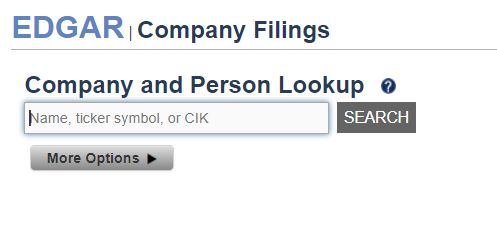 EDGAR | Company Filings
Company and Person Lookup ?
Name, ticker symbol, or CIK
SEARCH
More Options